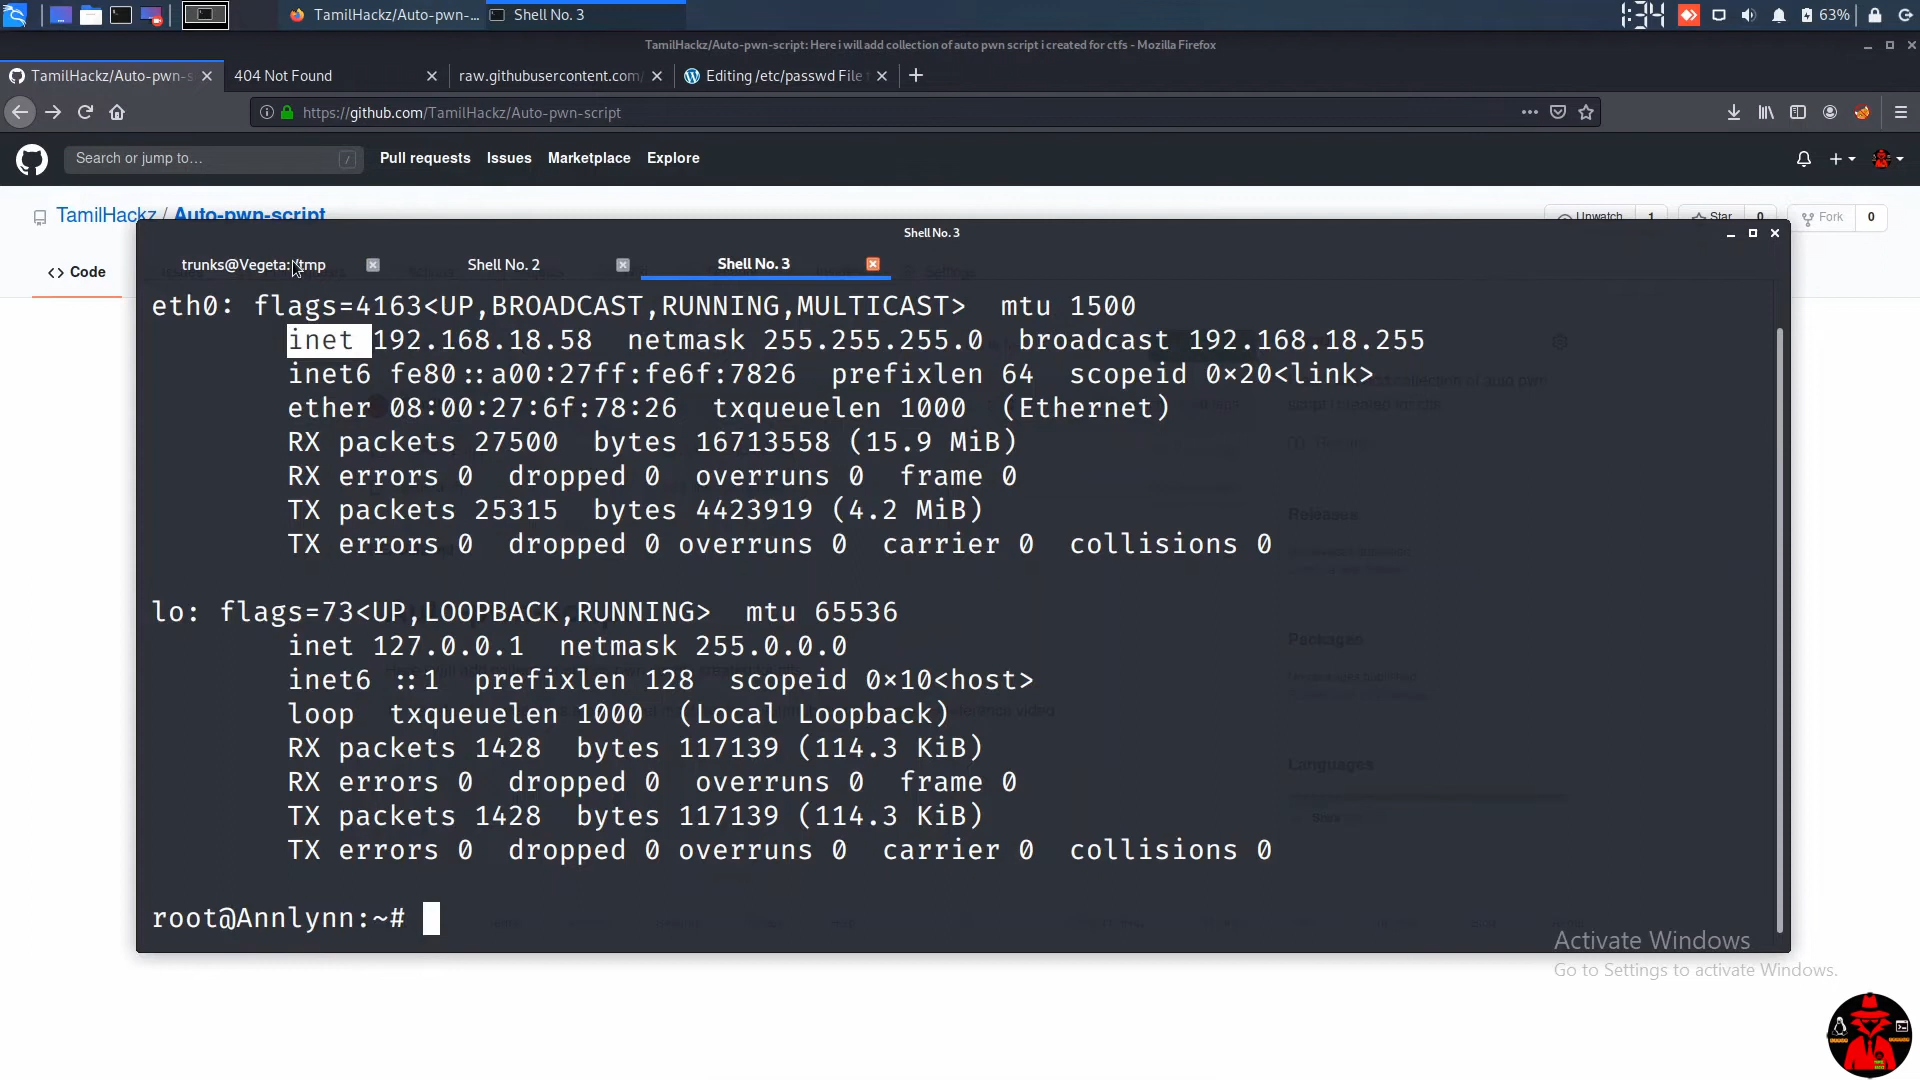 TamilHackz/Auto-pwn-...
Shell No. 3
1:34
63%
TamilHackz/Auto-pwn-script: Here i will add collection of auto pwn script i created for ctfs - Mozilla Firefox
TamilHackz/Auto-pwn-s
404 Not Found
raw.githubusercontent.com/
Editing /etc/passwd File
https://github.com/TamilHackz/Auto-pwn-script
Search or jump to...
/
Pull requests
Issues
Marketplace
Explore
TamilHackz / Auto-pwn-script
Unwatch
1
Star
0
Fork
0
Shell No. 3
<> Code
trunks@Vegeta: /tmp
Shell No. 2
Shell No. 3
Settings
eth0: flags=4163<UP,BROADCAST,RUNNING,MULTICAST> mtu 1500
inet 192.168.18.58 netmask 255.255.255.0 broadcast 192.168.18.255
inet6 fe80::a00:27ff:fe6f:7826 prefixlen 64 scopeid 0×20<link>
ether 08:00:27:6f:78:26 txqueuelen 1000 (Ethernet)
RX packets 27500 bytes 16713558 (15.9 MiB)
RX errors 0 dropped 0 overruns 0 frame 0
TX packets 25315 bytes 4423919 (4.2 MiB)
TX errors 0 dropped 0 overruns 0 carrier 0 collisions 0
Releases
lo: flags=73<UP,LOOPBACK,RUNNING> mtu 65536
inet 127.0.0.1 netmask 255.0.0.0
inet6 ::1 prefixlen 128 scopeid 0×10<host>
loop txqueuelen 1000 (Local Loopback)
RX packets 1428 bytes 117139 (114.3 KiB)
RX errors 0 dropped 0 overruns 0 frame 0
TX packets 1428 bytes 117139 (114.3 KiB)
TX errors 0 dropped 0 overruns 0 carrier 0 collisions 0
Packages
Languages
root@Annlynn:~#
Activate Windows
Go to Settings to activate Windows.